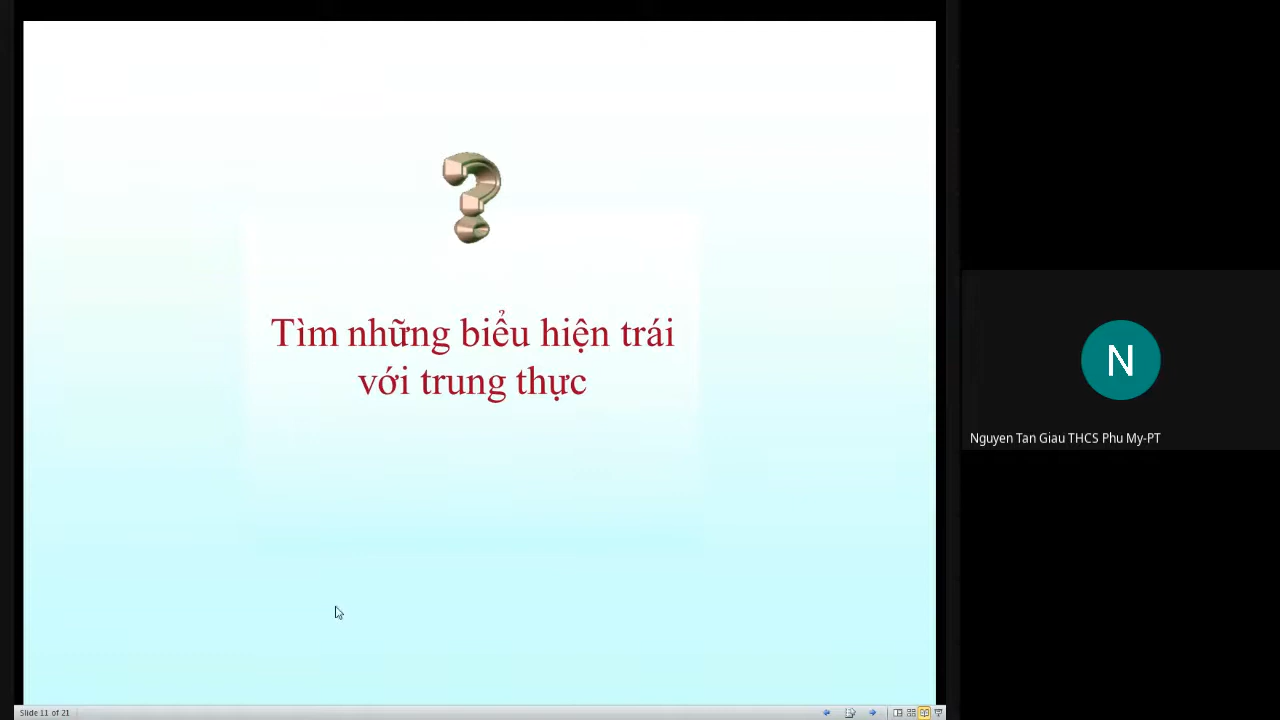 Tìm những biểu hiện trái
với trung thực
N
Nguyen Tan Giau THCS Phu My-PT
Slide 11 of 21